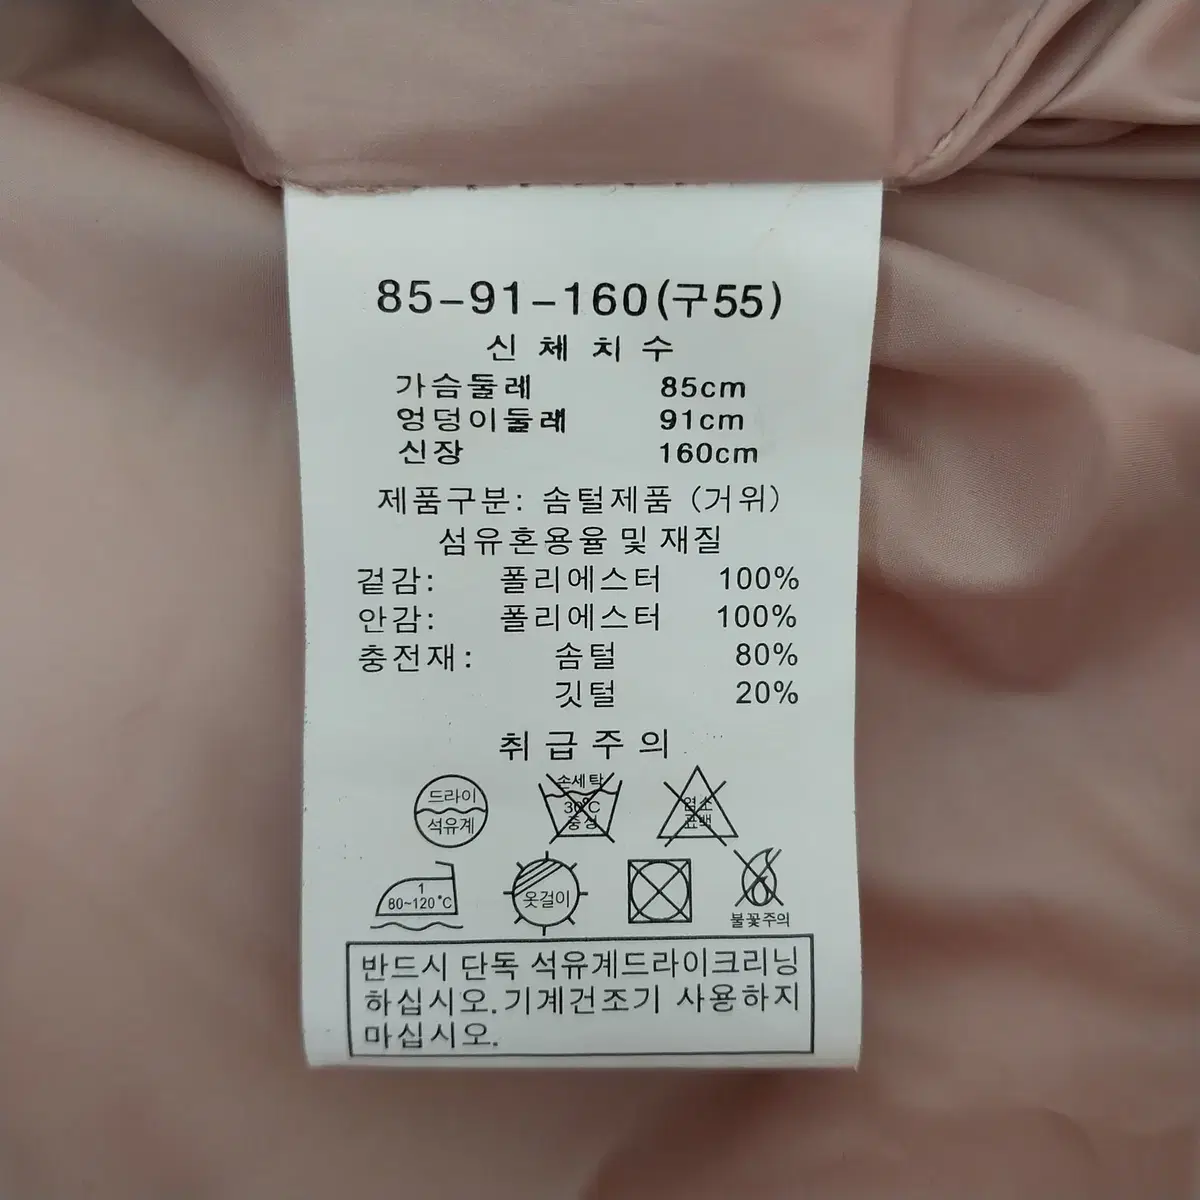 85-91-160(구55)
신체치수
가슴둘레 85cm
엉덩이둘레 91cm
신장 160cm
제품구분: 솜털제품 (거위)
섬유혼용율 및 재질
겉감: 폴리에스터 100%
안감: 폴리에스터 100%
충전재: 솜털 80%
깃털 20%
취급주의
드라이
석유계
손세탁
30℃
중성
염소
표백
1
80~120℃
옷걸이
불꽃주의
반드시 단독 석유계드라이크리닝
하십시오. 기계건조기 사용하지
마십시오.